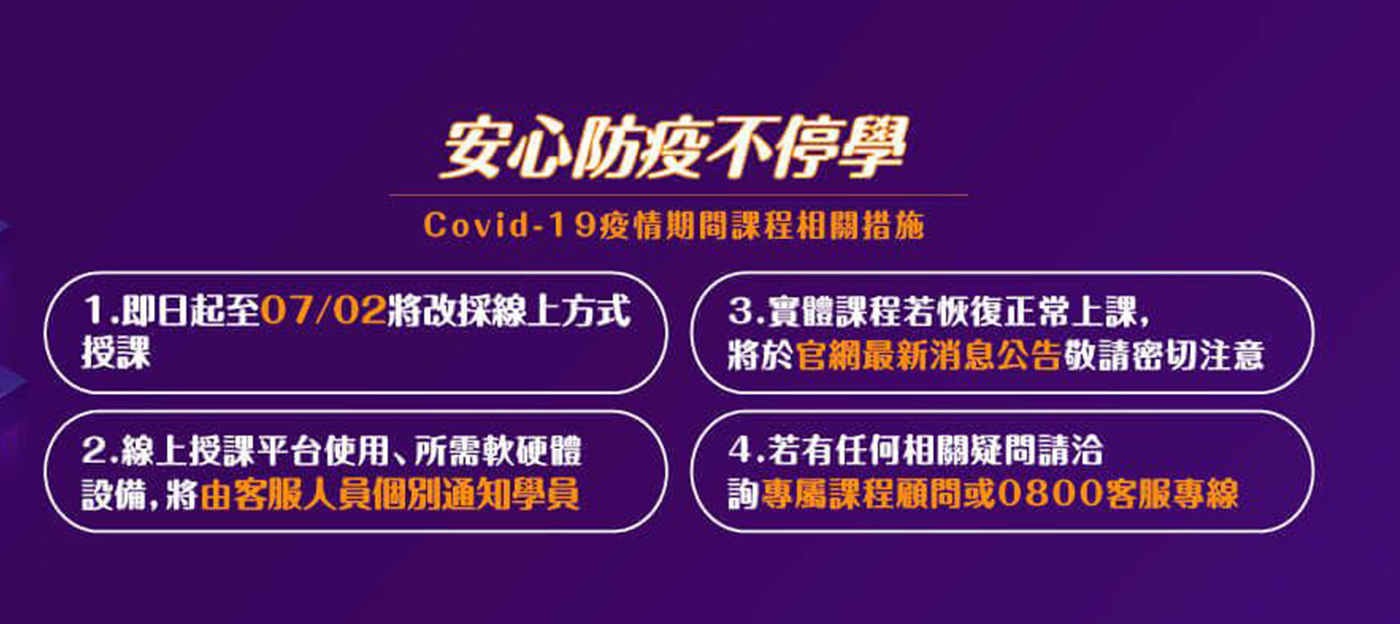 安心防疫不停學
Covid-19疫情期間課程相關措施
1.即日起至07/02將改採線上方式
授課
2.線上授課平台使用、所需軟硬體
設備,將由客服人員個別通知學員
3.實體課程若恢復正常上課,
將於官網最新消息公告敬請密切注意
4.若有任何相關疑問請洽
詢專屬課程顧問或0800客服專線